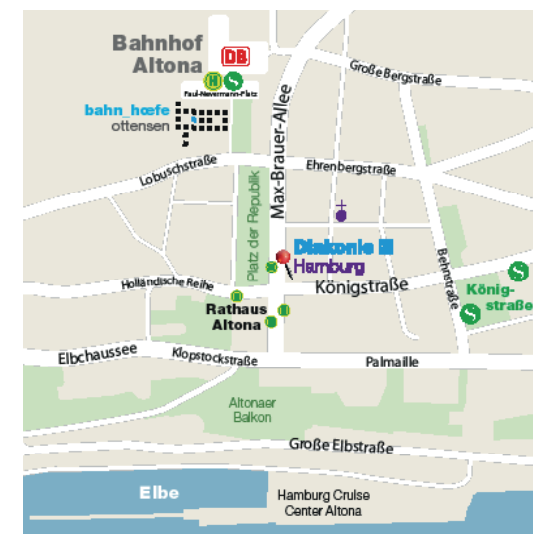 Bahnhof
Altona
DB
H
S
Paul-Nevermann-Platz
Große Bergstraße
bahn_hœfe
ottensen
Max-Brauer-Allee
Lobuschstraße
Ehrenbergstraße
Platz der Republik
Behnstraße
Diakonie
Hamburg
Holländische Reihe
Königstraße
S
König-
straße
S
Rathaus
Altona
H
H
H
H
Elbchaussee
Klopstockstraße
Palmaille
Altonaer
Balkon
Große Elbstraße
Elbe
Hamburg Cruise
Center Altona